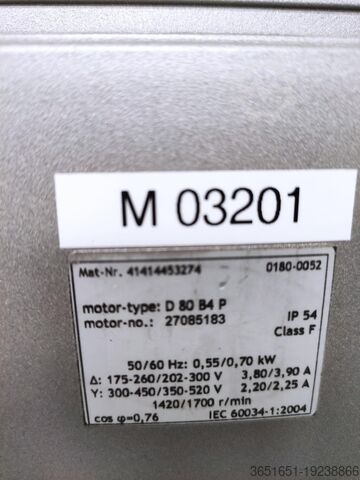 M 03201
Mat-Nr. 41414453274 0180-0052
motor-type: D 80 B4 P IP 54
motor-no.: 27085183 Class F
50/60 Hz: 0,55/0,70 kW
Δ: 175-260/202-300 V 3,80/3,90 A
Y: 300-450/350-520 V 2,20/2,25 A
1420/1700 r/min
cos φ=0,76 IEC 60034-1:2004
3651651-19238866